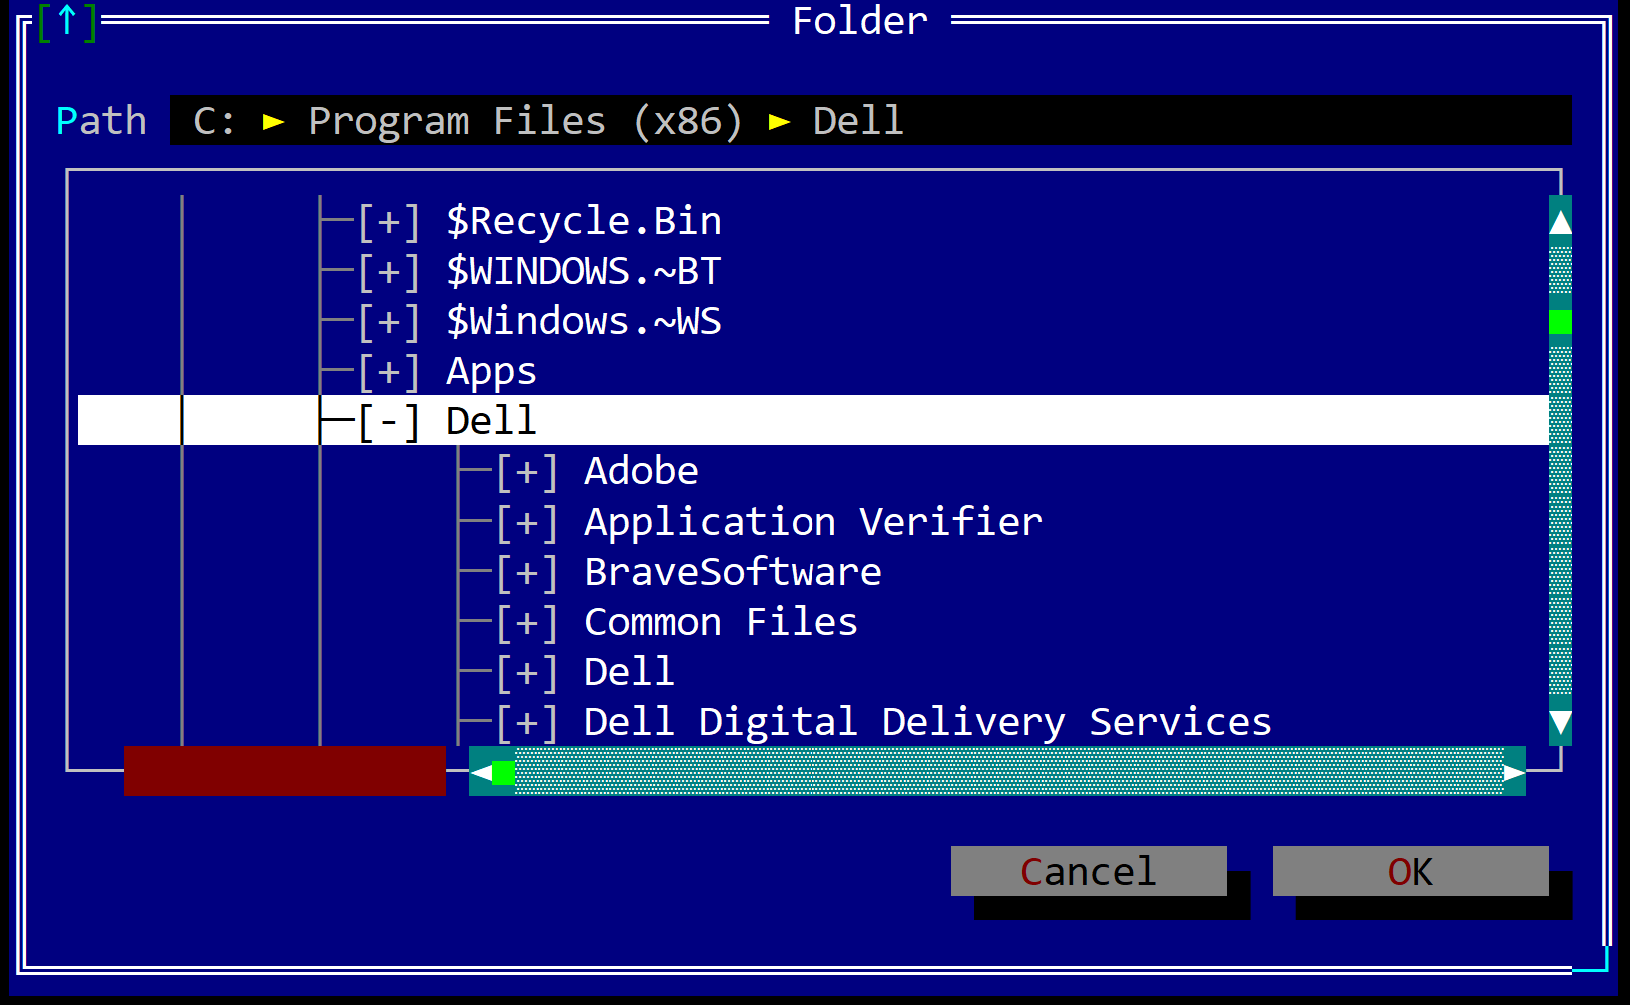 [↑] Folder
Path C: ► Program Files (x86) ► Dell
[+] $Recycle.Bin
[+] $WINDOWS.~BT
[+] $Windows.~WS
[+] Apps
[-] Dell
[+] Adobe
[+] Application Verifier
[+] BraveSoftware
[+] Common Files
[+] Dell
[+] Dell Digital Delivery Services
Cancel OK